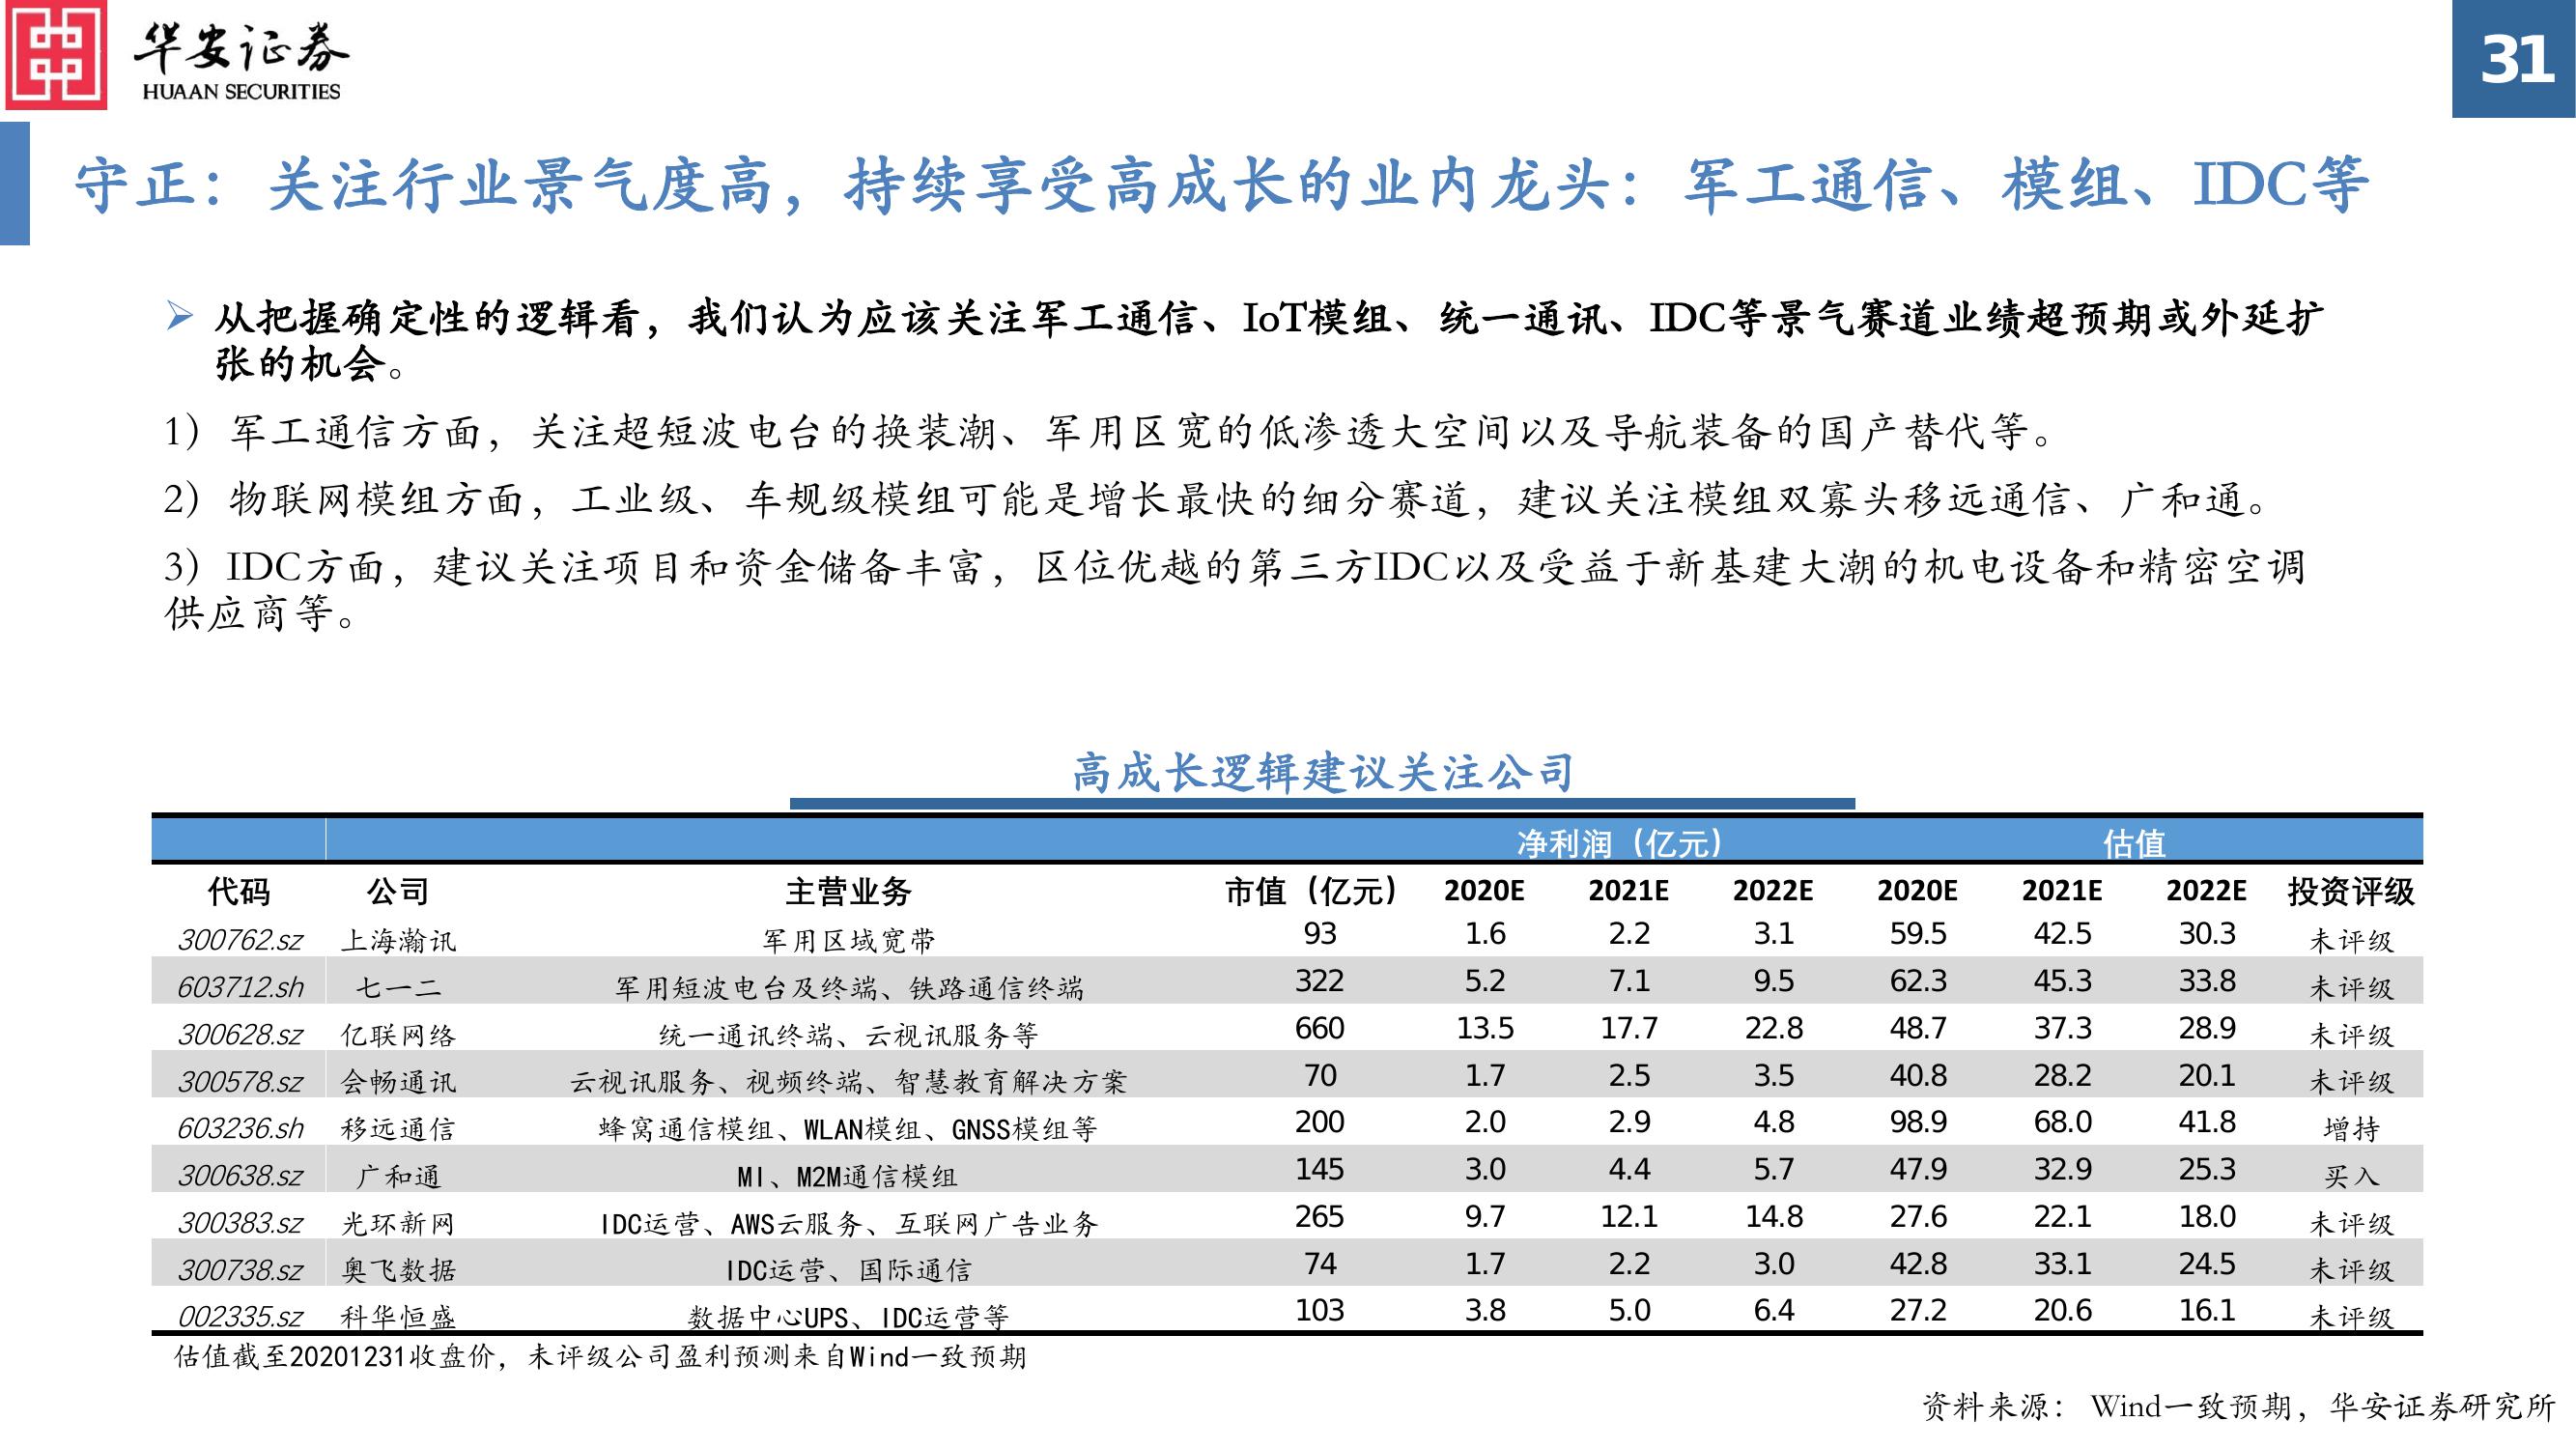 华安证券
HUAAN SECURITIES
31
守正：关注行业景气度高，持续享受高成长的业内龙头：军工通信、模组、IDC等
从把握确定性的逻辑看，我们认为应该关注军工通信、IoT模组、统一通讯、IDC等景气赛道业绩超预期或外延扩
张的机会。
1）军工通信方面，关注超短波电台的换装潮、军用区宽的低渗透大空间以及导航装备的国产替代等。
2）物联网模组方面，工业级、车规级模组可能是增长最快的细分赛道，建议关注模组双寡头移远通信、广和通。
3）IDC方面，建议关注项目和资金储备丰富，区位优越的第三方IDC以及受益于新基建大潮的机电设备和精密空调
供应商等。
高成长逻辑建议关注公司
净利润（亿元） 估值
代码 公司 主营业务 市值（亿元） 2020E 2021E 2022E 2020E 2021E 2022E 投资评级
300762.sz 上海瀚讯 军用区域宽带 93 1.6 2.2 3.1 59.5 42.5 30.3 未评级
603712.sh 七一二 军用短波电台及终端、铁路通信终端 322 5.2 7.1 9.5 62.3 45.3 33.8 未评级
300628.sz 亿联网络 统一通讯终端、云视讯服务等 660 13.5 17.7 22.8 48.7 37.3 28.9 未评级
300578.sz 会畅通讯 云视讯服务、视频终端、智慧教育解决方案 70 1.7 2.5 3.5 40.8 28.2 20.1 未评级
603236.sh 移远通信 蜂窝通信模组、WLAN模组、GNSS模组等 200 2.0 2.9 4.8 98.9 68.0 41.8 增持
300638.sz 广和通 MI、M2M通信模组 145 3.0 4.4 5.7 47.9 32.9 25.3 买入
300383.sz 光环新网 IDC运营、AWS云服务、互联网广告业务 265 9.7 12.1 14.8 27.6 22.1 18.0 未评级
300738.sz 奥飞数据 IDC运营、国际通信 74 1.7 2.2 3.0 42.8 33.1 24.5 未评级
002335.sz 科华恒盛 数据中心UPS、IDC运营等 103 3.8 5.0 6.4 27.2 20.6 16.1 未评级
估值截至20201231收盘价，未评级公司盈利预测来自Wind一致预期
资料来源： Wind一致预期，华安证券研究所